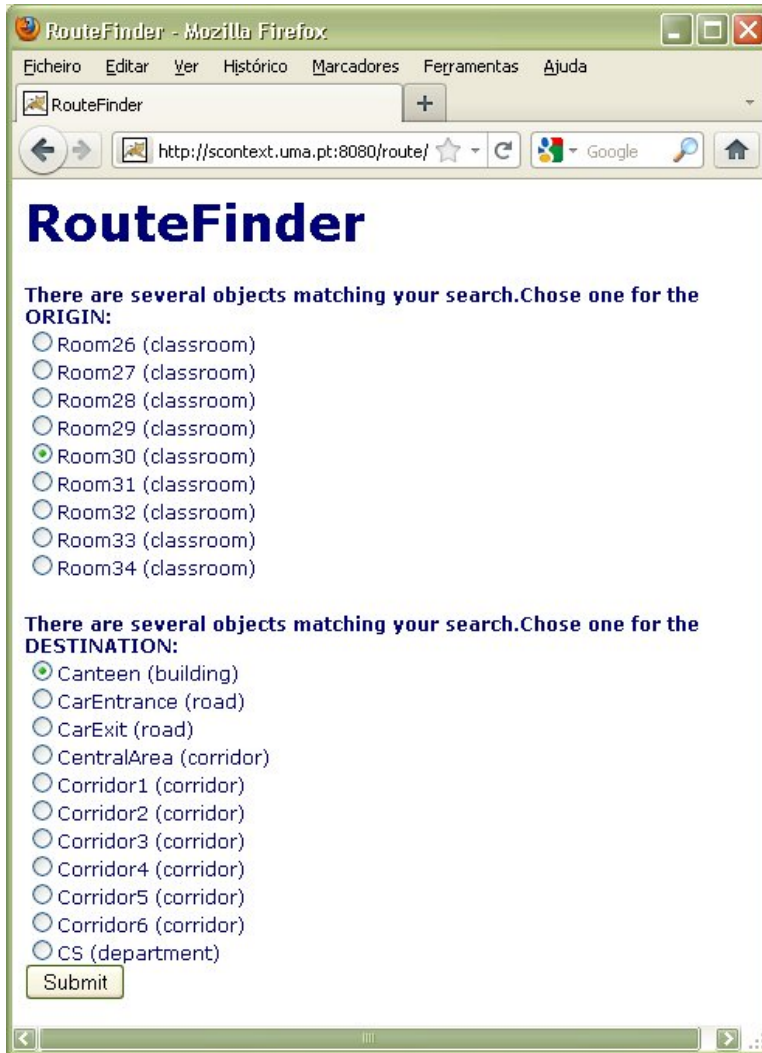 RouteFinder - Mozilla Firefox
Ficheiro Editar Ver Histórico Marcadores Ferramentas Ajuda
RouteFinder
http://scontext.uma.pt:8080/route/ Google
RouteFinder
There are several objects matching your search.Chose one for the
ORIGIN:
Room26 (classroom)
Room27 (classroom)
Room28 (classroom)
Room29 (classroom)
Room30 (classroom)
Room31 (classroom)
Room32 (classroom)
Room33 (classroom)
Room34 (classroom)
There are several objects matching your search.Chose one for the
DESTINATION:
Canteen (building)
CarEntrance (road)
CarExit (road)
CentralArea (corridor)
Corridor1 (corridor)
Corridor2 (corridor)
Corridor3 (corridor)
Corridor4 (corridor)
Corridor5 (corridor)
Corridor6 (corridor)
CS (department)
Submit